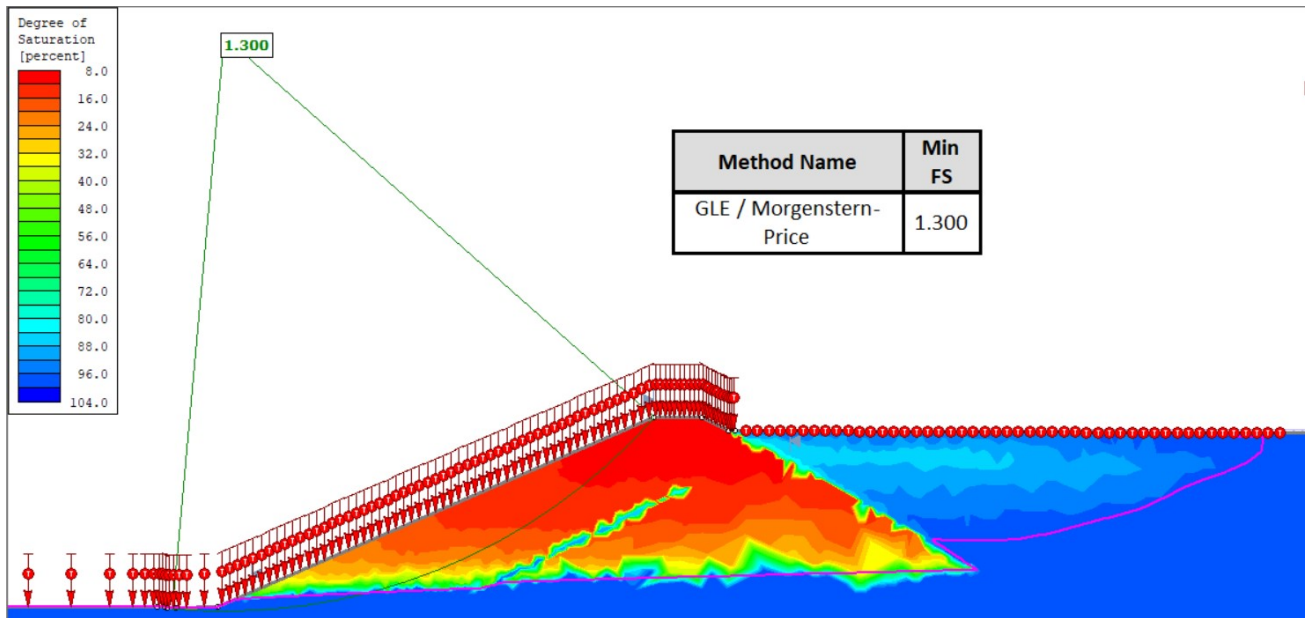 Degree of
Saturation
[percent]
8.0
16.0
24.0
32.0
40.0
48.0
56.0
64.0
72.0
80.0
88.0
96.0
104.0
1.300
Method Name Min
FS
GLE / Morgenstern-
Price 1.300